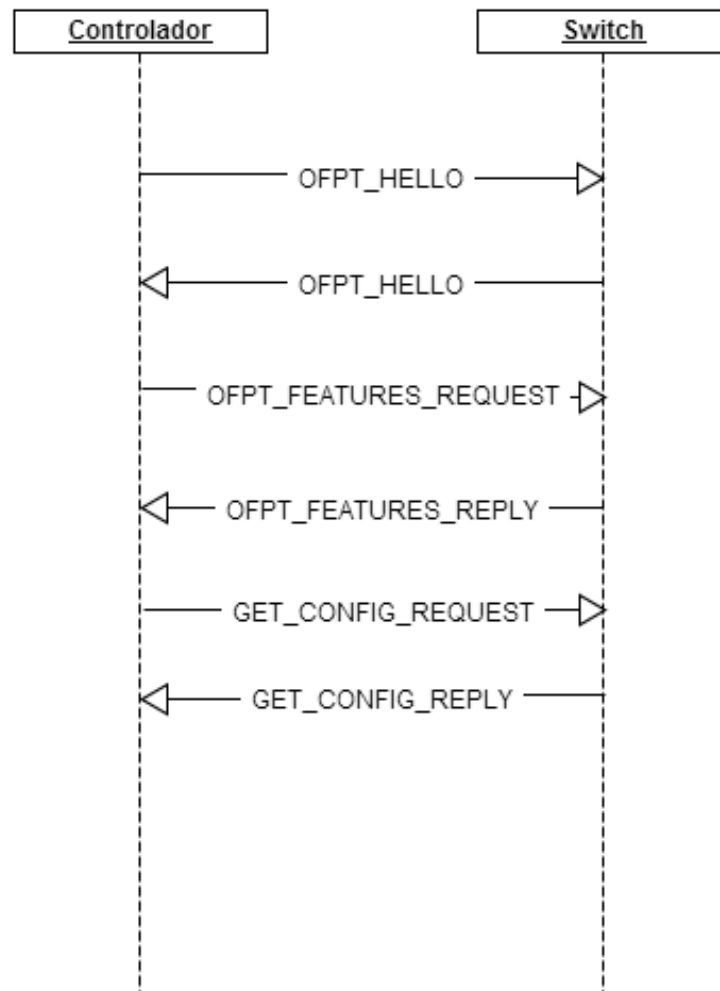 Controlador
Switch
OFPT_HELLO
OFPT_HELLO
OFPT_FEATURES_REQUEST
OFPT_FEATURES_REPLY
GET_CONFIG_REQUEST
GET_CONFIG_REPLY